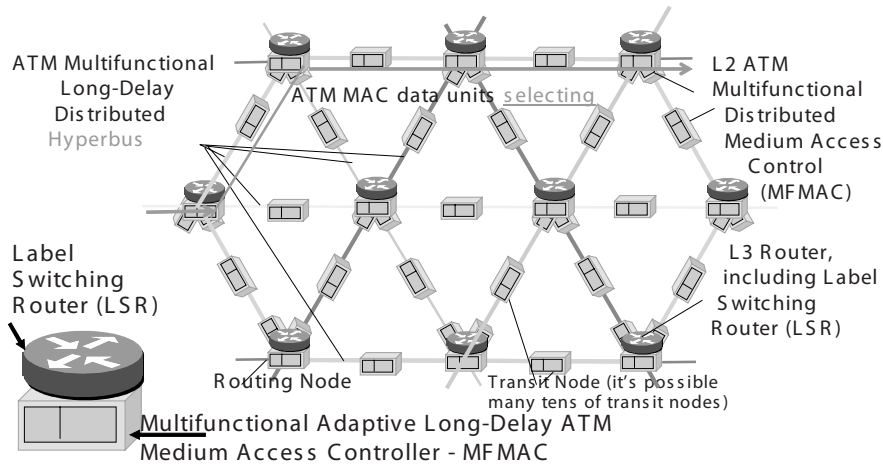 ATM Multifunctional
Long-Delay
Distributed
Hyperbus
ATM MAC data units selecting
L2 ATM
Multifunctional
Distributed
Medium Access
Control
(MFMAC)
Label
Switching
Router (LSR)
L3 Router,
including Label
Switching
Router (LSR)
Routing Node
Transit Node (it's possible
many tens of transit nodes)
Multifunctional Adaptive Long-Delay ATM
Medium Access Controller - MFMAC